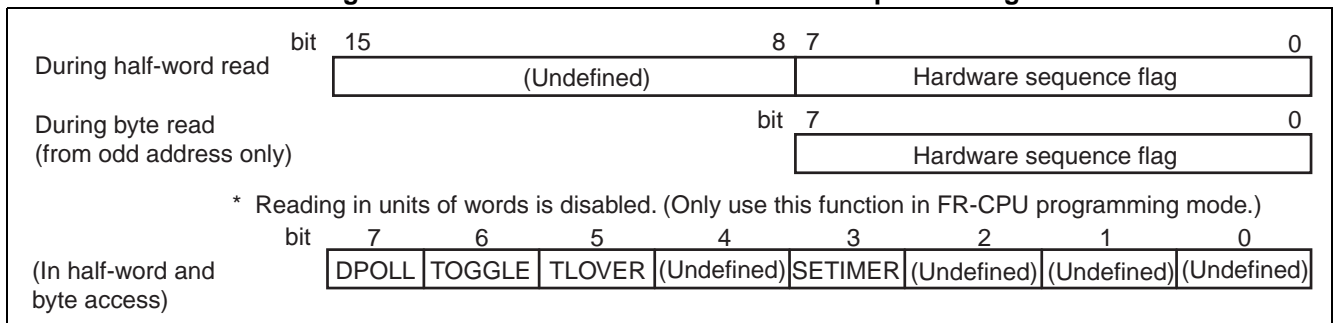 bit 15 8 7 0
During half-word read (Undefined) Hardware sequence flag
During byte read bit 7 0
(from odd address only) Hardware sequence flag
* Reading in units of words is disabled. (Only use this function in FR-CPU programming mode.)
bit 7 6 5 4 3 2 1 0
(In half-word and DPOLL TOGGLE TLOVER (Undefined) SETIMER (Undefined) (Undefined) (Undefined)
byte access)